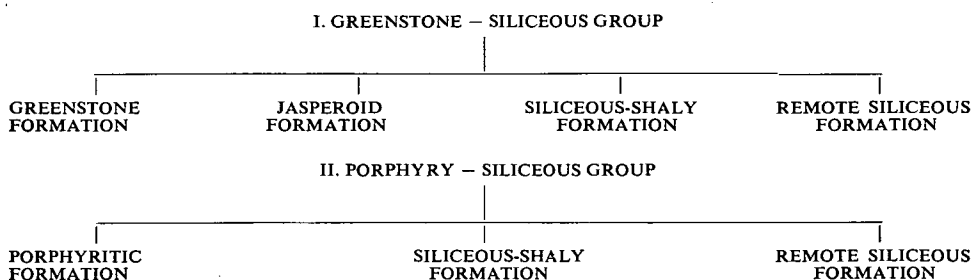 I. GREENSTONE — SILICEOUS GROUP
GREENSTONE FORMATION
JASPEROID FORMATION
SILICEOUS-SHALY FORMATION
REMOTE SILICEOUS FORMATION
II. PORPHYRY — SILICEOUS GROUP
PORPHYRITIC FORMATION
SILICEOUS-SHALY FORMATION
REMOTE SILICEOUS FORMATION